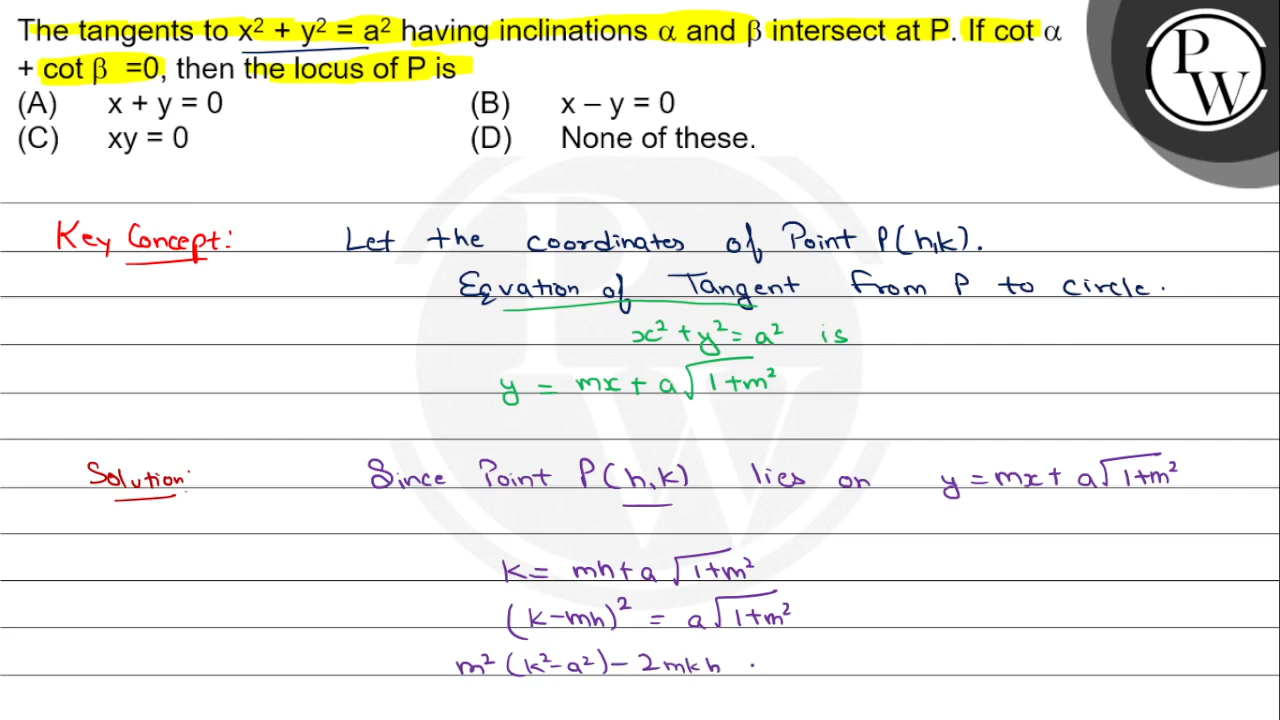 The tangents to x² + y² = a² having inclinations α and β intersect at P. If cot α
+ cot β =0, then the locus of P is
(A) x + y = 0 (B) x – y = 0
(C) xy = 0 (D) None of these.
PW
Key Concept: Let the coordinates of Point P(h,k).
Equation of Tangent from P to circle.
x² + y² = a² is
y = mx + a√1+m²
Solution: Since Point P(h,k) lies on y = mx + a√1+m²
k = mh + a√1+m²
(k-mh)² = a√1+m²
m² (k²-a²) - 2mkh .